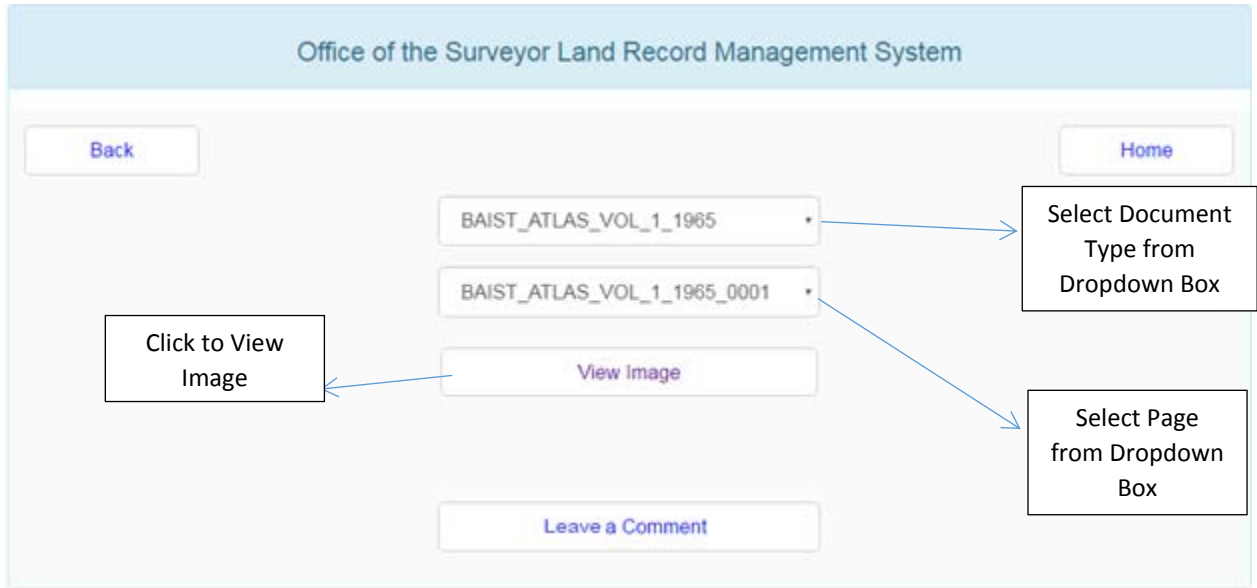 Office of the Surveyor Land Record Management System
Back
Home
BAIST_ATLAS_VOL_1_1965
Select Document
Type from
Dropdown Box
BAIST_ATLAS_VOL_1_1965_0001
Click to View
Image
View Image
Select Page
from Dropdown
Box
Leave a Comment